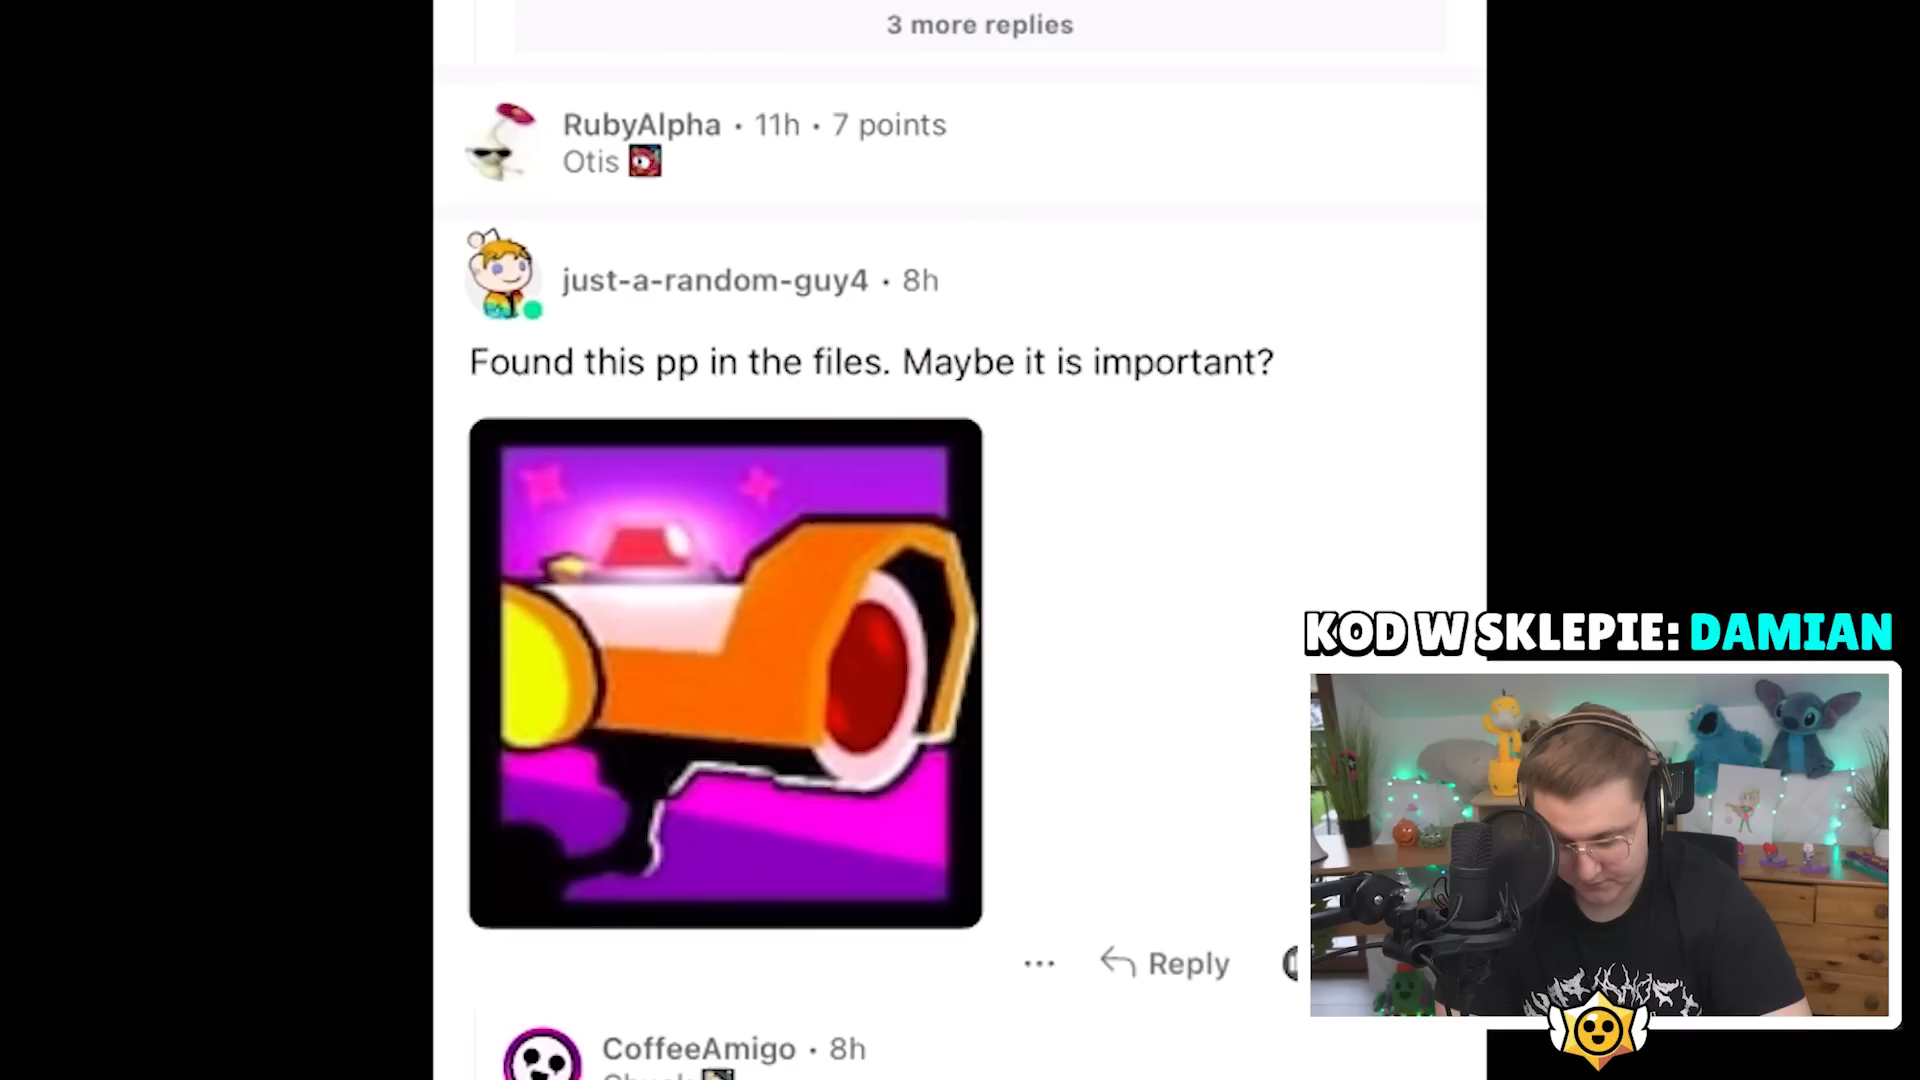 3 more replies
RubyAlpha • 11h • 7 points
Otis
just-a-random-guy4 • 8h
Found this pp in the files. Maybe it is important?
KOD W SKLEPIE: DAMIAN
Reply
CoffeeAmigo • 8h